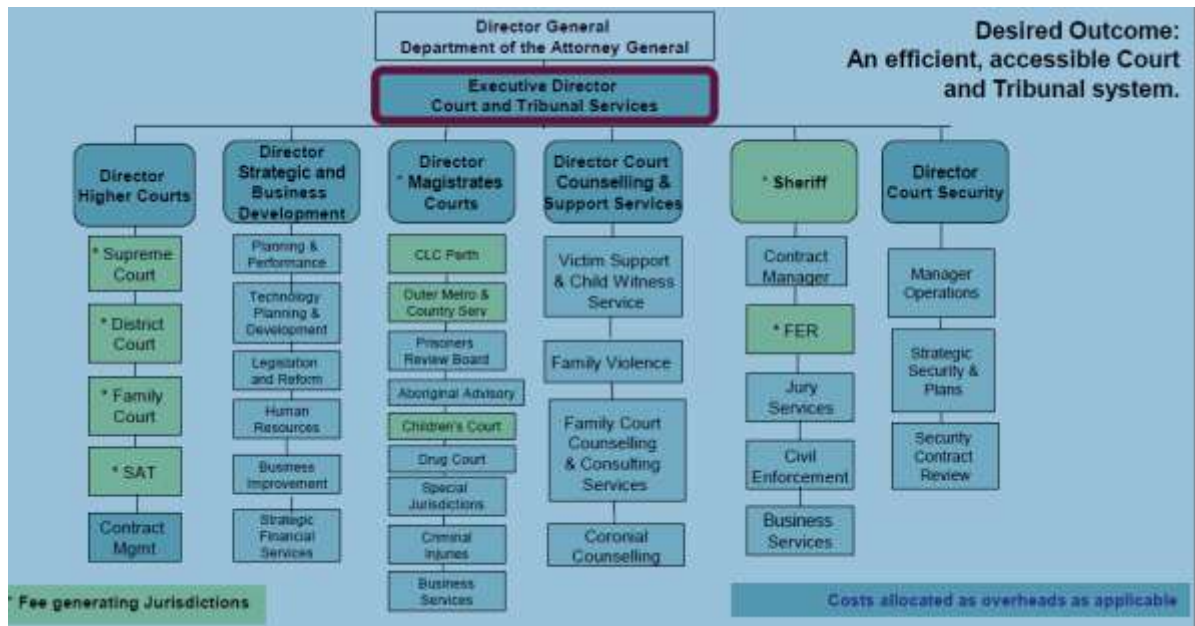 Director General
Department of the Attorney General
Desired Outcome:
An efficient, accessible Court
and Tribunal system.
Executive Director
Court and Tribunal Services
Director
Higher Courts
* Supreme
Court
* District
Court
* Family
Court
* SAT
Contract
Mgmt
Director
Strategic and
Business
Development
Planning &
Performance
Technology
Planning &
Development
Legislation
and Reform
Human
Resources
Business
Improvement
Strategic
Financial
Services
Director
* Magistrates
Courts
CLC Perth
Outer Metro &
Country Serv
Prisoners
Review Board
Aboriginal Advisory
Children's Court
Drug Court
Special
Jurisdictions
Criminal
Injuries
Business
Services
Director Court
Counselling &
Support Services
Victim Support
& Child Witness
Service
Family Violence
Family Court
Counselling
& Consulting
Services
Coronial
Counselling
* Sheriff
Contract
Manager
* FER
Jury
Services
Civil
Enforcement
Business
Services
Director
Court Security
Manager
Operations
Strategic
Security &
Plans
Security
Contract
Review
* Fee generating Jurisdictions
Costs allocated as overheads as applicable